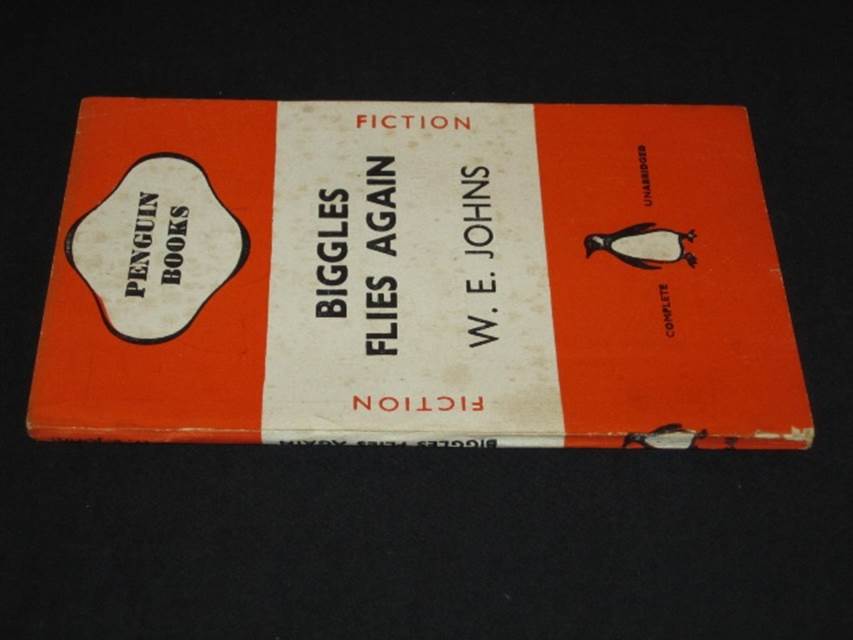 PENGUIN
BOOKS
FICTION
BIGGLES
FLIES AGAIN
W. E. JOHNS
FICTION
COMPLETE
UNABRIDGED
BIGGLES FLIES AGAIN